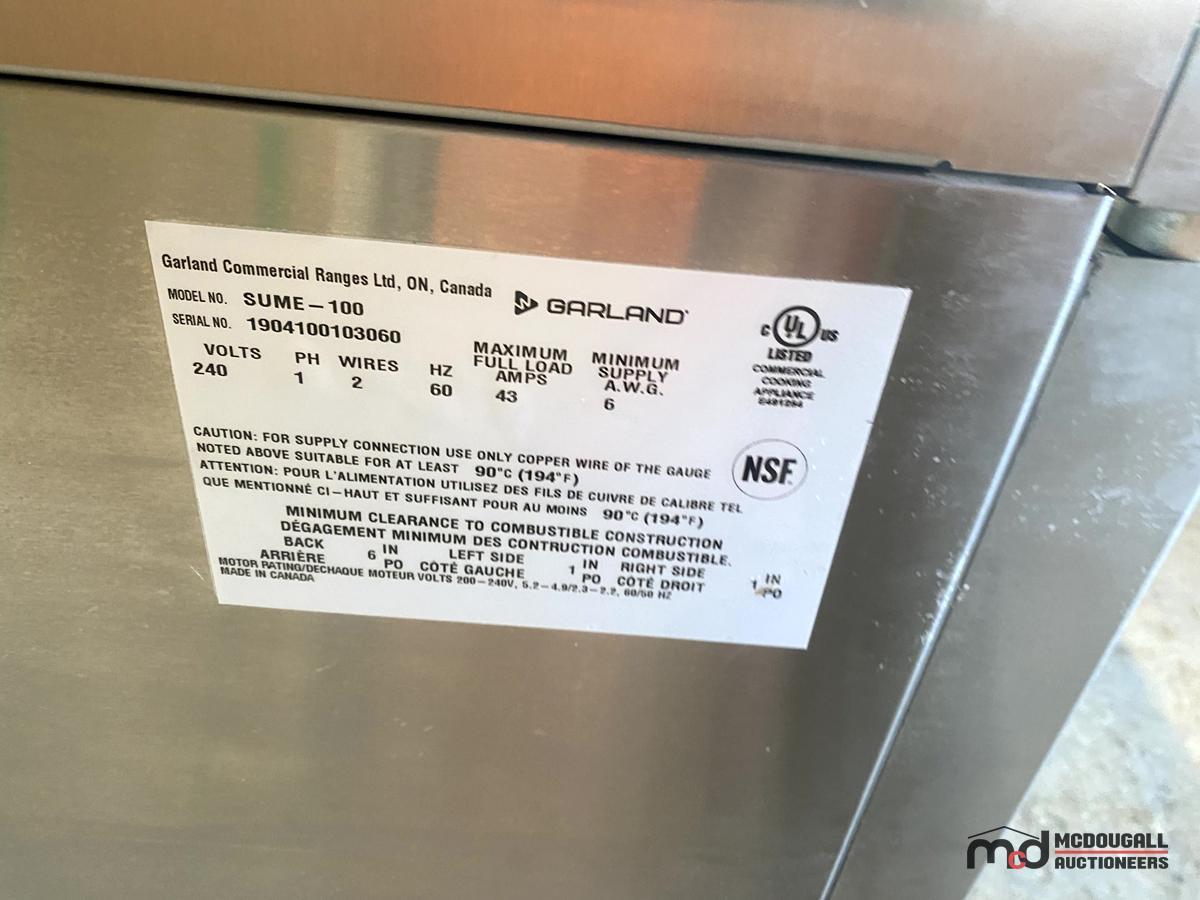 Garland Commercial Ranges Ltd, ON, Canada
GARLAND
MODEL NO. SUME-100
SERIAL NO. 1904100103060
C UL US
LISTED
COMMERCIAL
COOKING
APPLIANCE
VOLTS PH WIRES HZ MAXIMUM FULL LOAD AMPS MINIMUM SUPPLY A.W.G.
240 1 2 60 43 6
CAUTION: FOR SUPPLY CONNECTION USE ONLY COPPER WIRE OF THE GAUGE
NOTED ABOVE SUITABLE FOR AT LEAST 90°C (194°F)
ATTENTION: POUR L'ALIMENTATION UTILISEZ DES FILS DE CUIVRE DE CALIBRE TEL
QUE MENTIONNÉ CI-HAUT ET SUFFISANT POUR AU MOINS 90°C (194°F)
NSF
MINIMUM CLEARANCE TO COMBUSTIBLE CONSTRUCTION
DÉGAGEMENT MINIMUM DES CONTRUCTION COMBUSTIBLE.
BACK 6 IN LEFT SIDE 1 IN RIGHT SIDE 1 IN
ARRIÈRE PO CÔTÉ GAUCHE PO CÔTÉ DROIT PO
MOTOR RATING/DECHAQUE MOTEUR VOLTS 200-240V, 5.2-4.9/2.3-2.2, 60/50 HZ
MADE IN CANADA
mcd MCDOUGALL
AUCTIONEERS